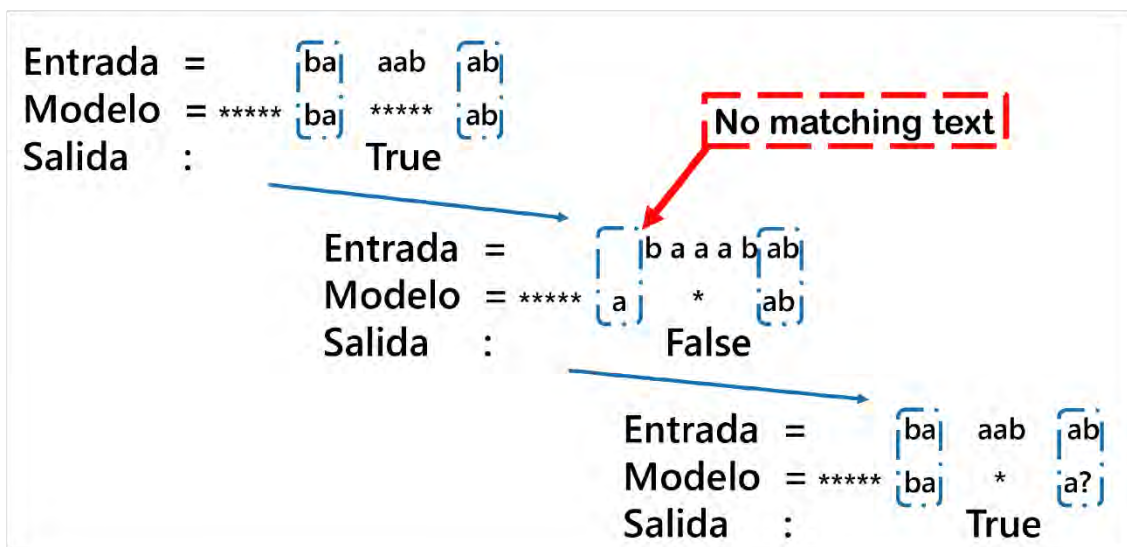 Entrada = ba aab ab
Modelo = ***** ba ***** ab
Salida : True
No matching text
Entrada = b a a a b ab
Modelo = ***** a * ab
Salida : False
Entrada = ba aab ab
Modelo = ***** ba * a?
Salida : True